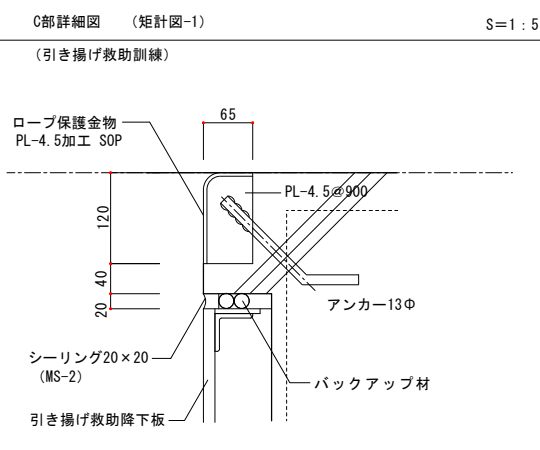 C部詳細図　（矩計図-1）
S＝1：5
（引き揚げ救助訓練）
65
ロープ保護金物
PL-4.5加工 SOP
PL-4.5@900
120
40
20
アンカー13Φ
シーリング20×20
（MS-2）
バックアップ材
引き揚げ救助降下板